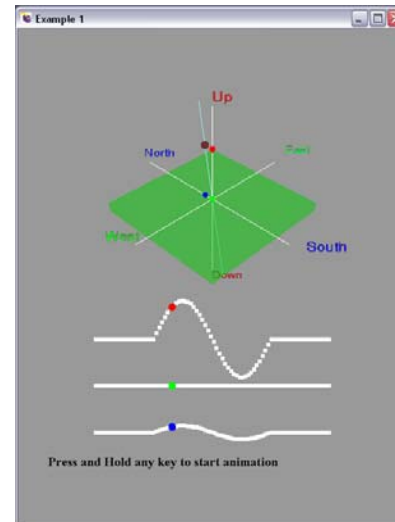 Example 1
Up
North
East
West
South
Down
Press and Hold any key to start animation